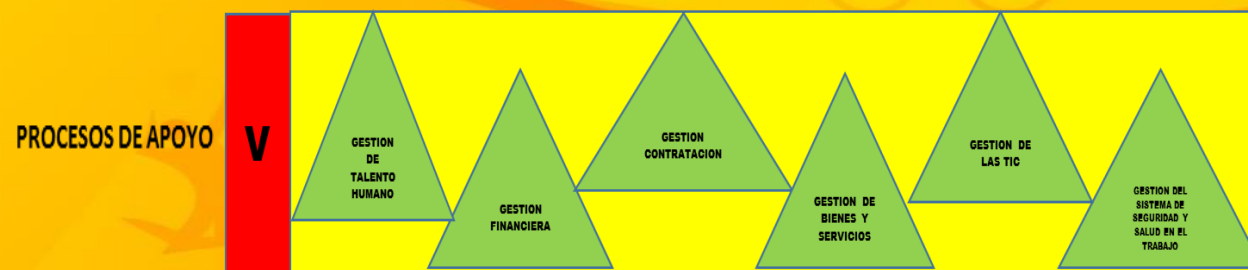 PROCESOS DE APOYO
V
GESTION
DE
TALENTO
HUMANO
GESTION
FINANCIERA
GESTION
CONTRATACION
GESTION DE
BIENES Y
SERVICIOS
GESTION DE
LAS TIC
GESTION DEL
SISTEMA DE
SEGURIDAD Y
SALUD EN EL
TRABAJO